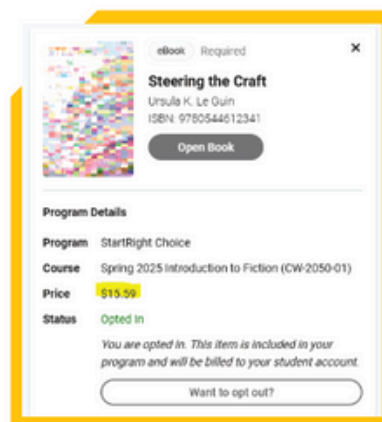 eBook Required ×
Steering the Craft
Ursula K. Le Guin
ISBN: 9780544612341
Open Book
Program Details
Program StartRight Choice
Course Spring 2025 Introduction to Fiction (CW-2050-01)
Price $15.59
Status Opted In
You are opted in. This item is included in your
program and will be billed to your student account.
Want to opt out?